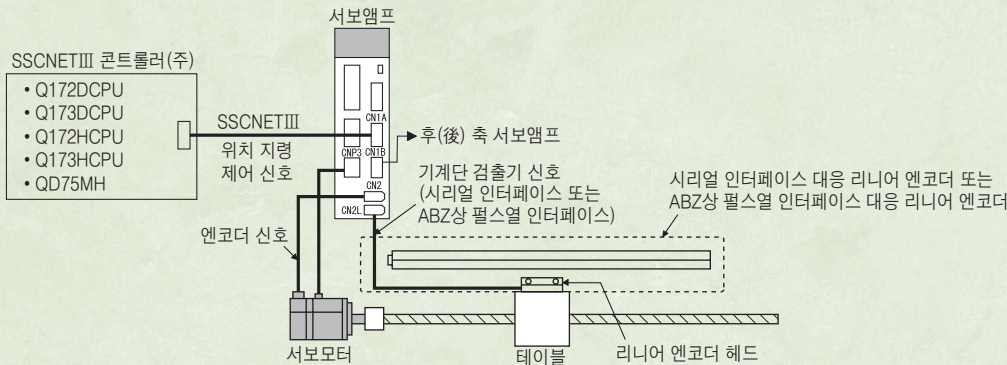 서보앰프
SSCNETⅢ 콘트롤러(주)
• Q172DCPU
• Q173DCPU
• Q172HCPU
• Q173HCPU
• QD75MH
SSCNETⅢ
위치 지령
제어 신호
CN1A
CNP3
CN1B
CN2
CN2L
후(後) 축 서보앰프
기계단 검출기 신호
(시리얼 인터페이스 또는
ABZ상 펄스열 인터페이스)
시리얼 인터페이스 대응 리니어 엔코더 또는
ABZ상 펄스열 인터페이스 대응 리니어 엔코더
엔코더 신호
서보모터
테이블
리니어 엔코더 헤드